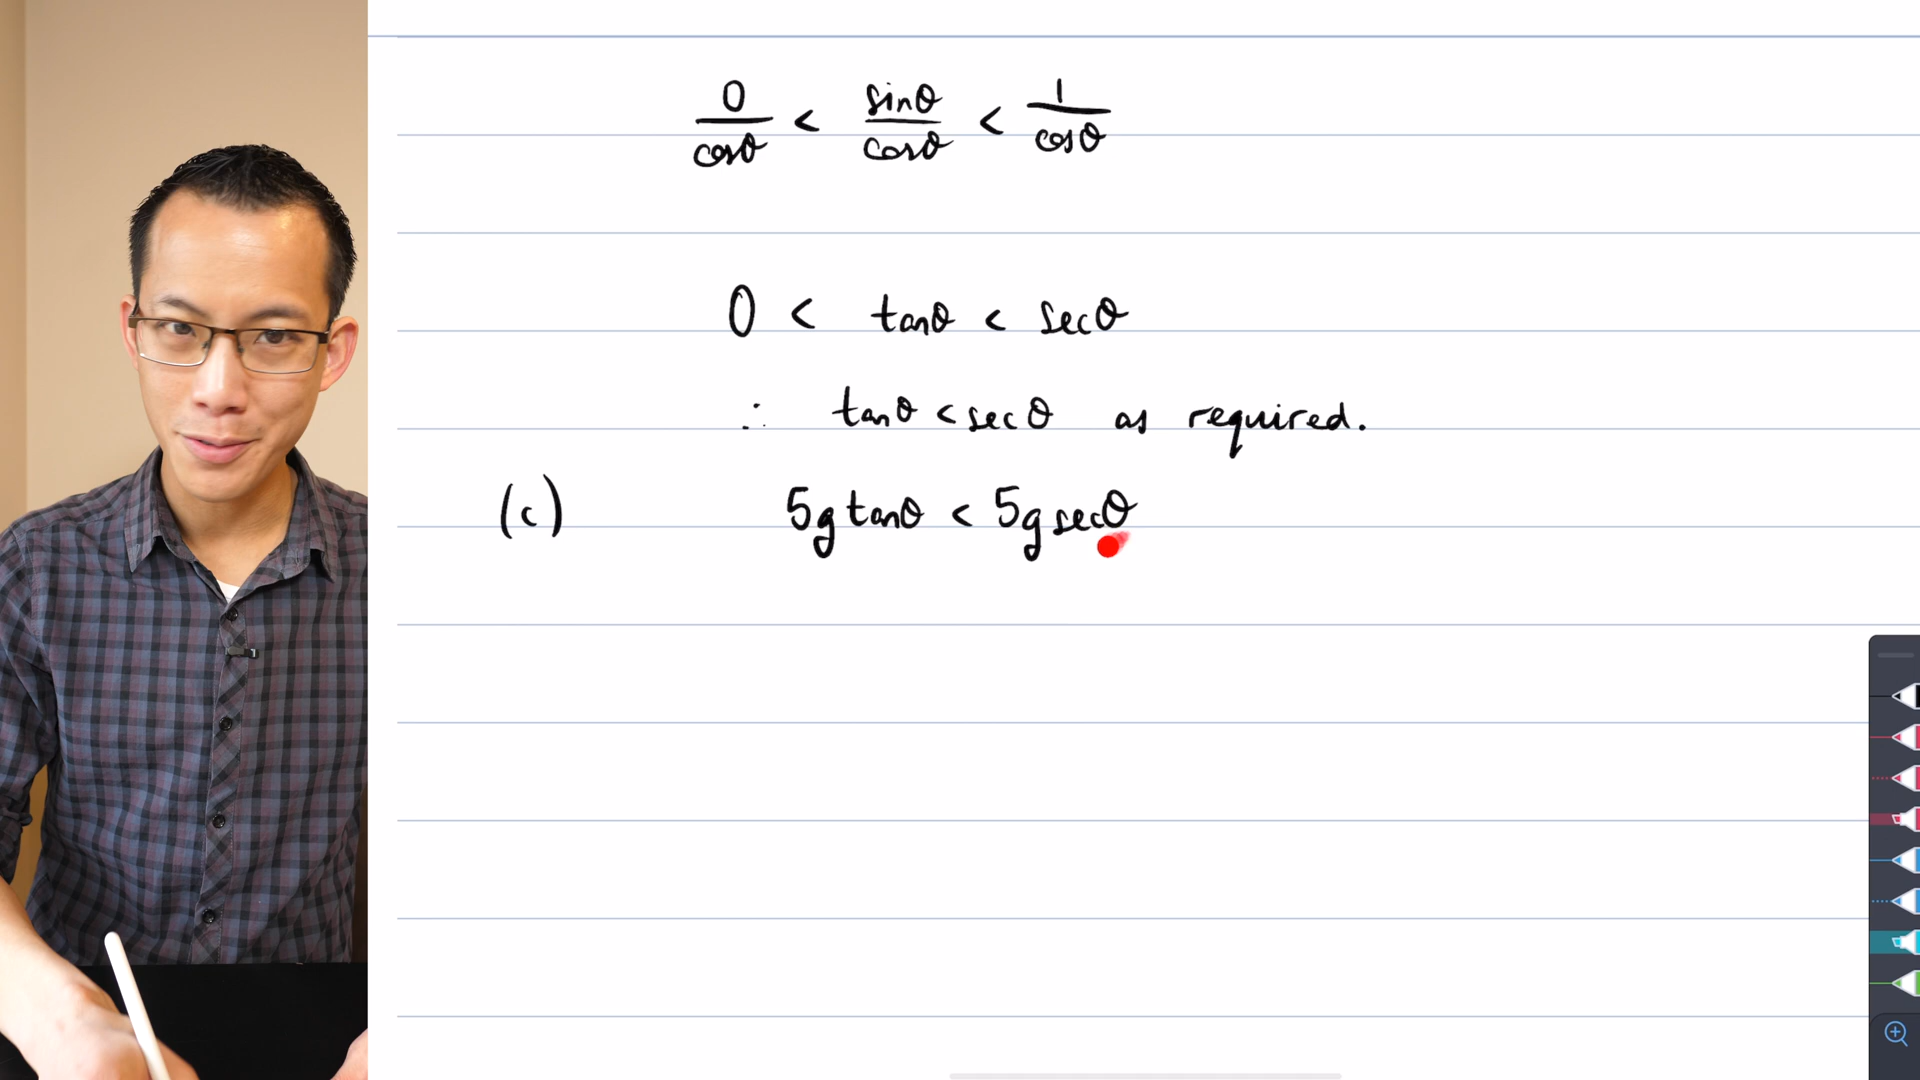 0/cosθ < sinθ/cosθ < 1/cosθ
0 < tanθ < secθ
∴ tanθ < secθ as required.
(c) 5g tanθ < 5g secθ